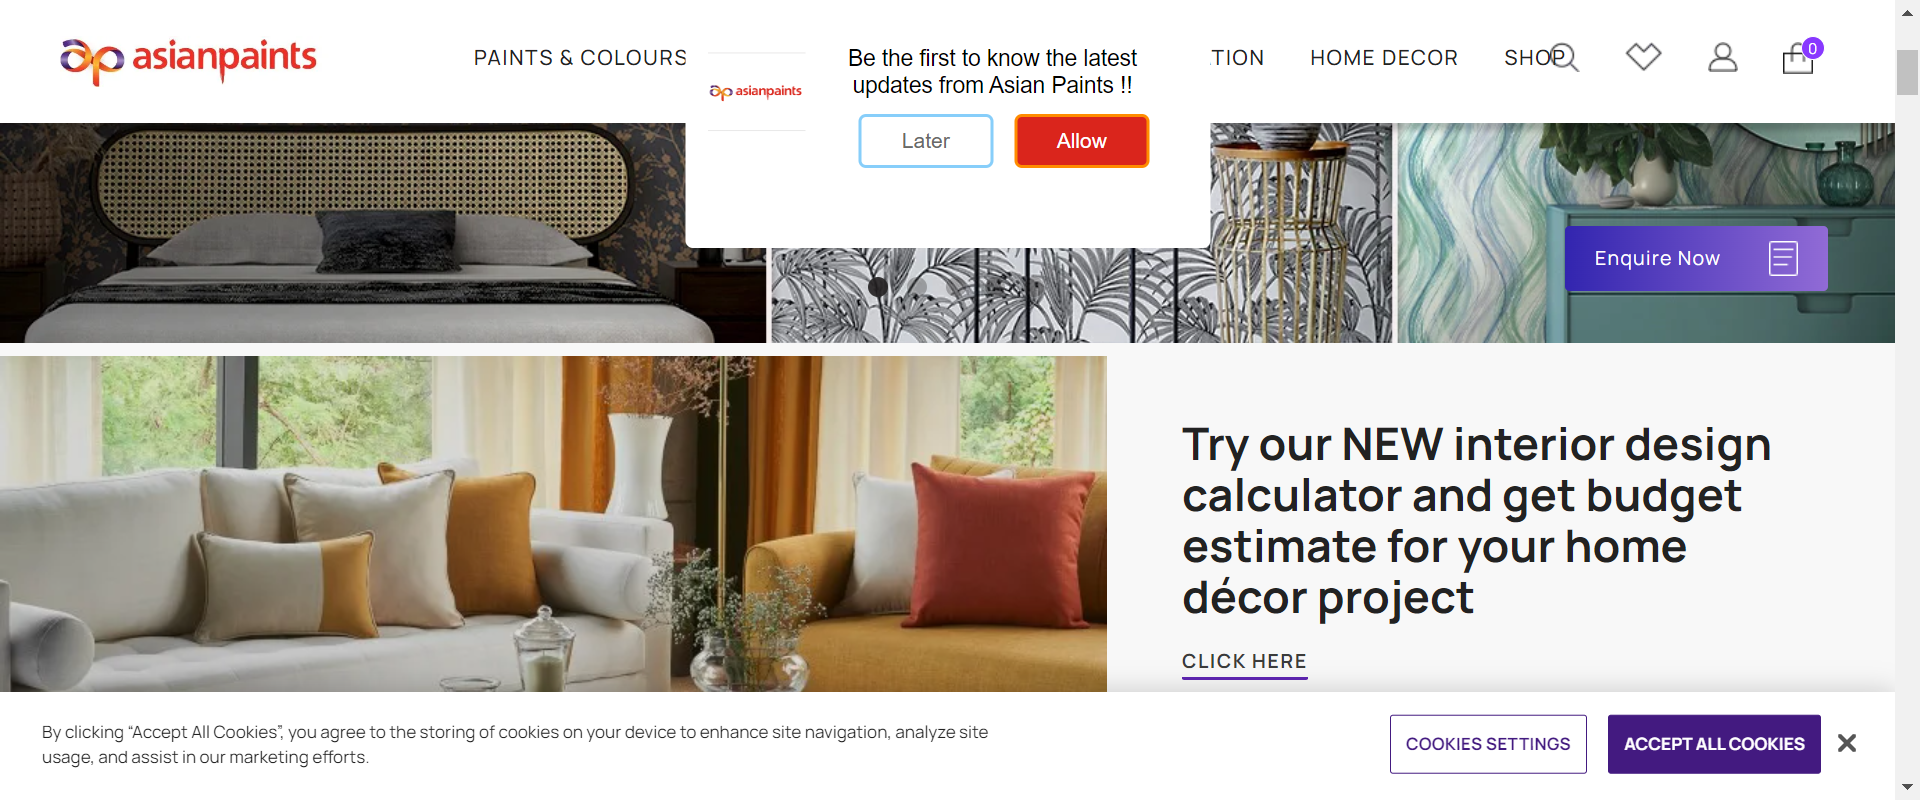 asianpaints
PAINTS & COLOURS
TION
HOME DECOR
SHOP
0
asianpaints
Be the first to know the latest
updates from Asian Paints !!
Later
Allow
Enquire Now
Try our NEW interior design
calculator and get budget
estimate for your home
décor project
CLICK HERE
By clicking “Accept All Cookies”, you agree to the storing of cookies on your device to enhance site navigation, analyze site
usage, and assist in our marketing efforts.
COOKIES SETTINGS
ACCEPT ALL COOKIES